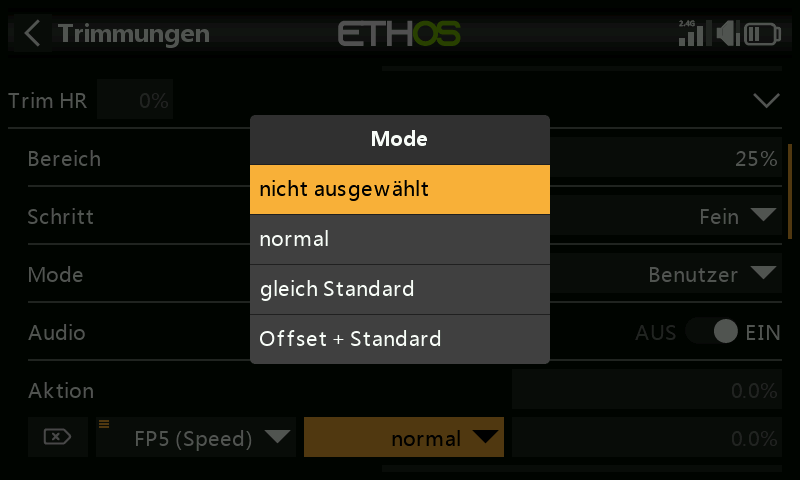 Trimmungen
ETHOS
2.4G
Trim HR 0%
Mode
Bereich 25%
nicht ausgewählt
Schritt Fein
normal
Mode Benutzer
gleich Standard
Audio AUS EIN
Offset + Standard
Aktion 0.0%
FP5 (Speed) normal 0.0%